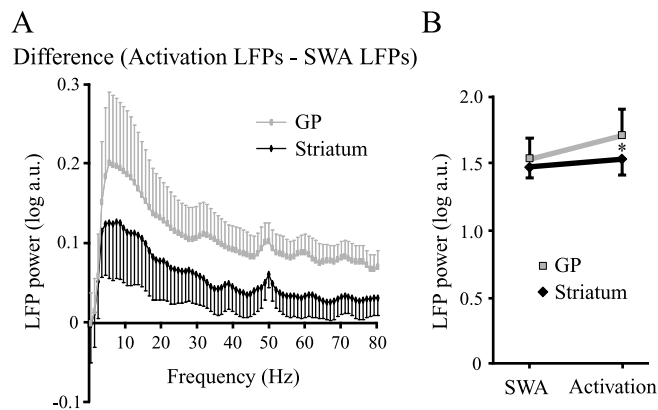 A
Difference (Activation LFPs - SWA LFPs)
0.3
0.2
0.1
0
-0.1
LFP power (log a.u.)
GP
Striatum
10 20 30 40 50 60 70 80
Frequency (Hz)
B
2.0
1.5
1.0
0.5
0
LFP power (log a.u.)
*
GP
Striatum
SWA Activation